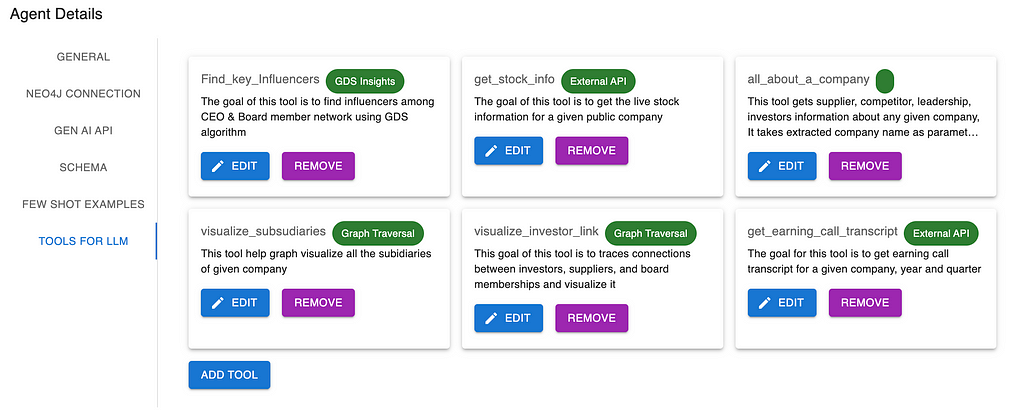 Agent Details
GENERAL
NEO4J CONNECTION
GEN AI API
SCHEMA
FEW SHOT EXAMPLES
TOOLS FOR LLM
Find_key_Influencers GDS Insights
The goal of this tool is to find influencers among
CEO & Board member network using GDS
algorithm
EDIT REMOVE
get_stock_info External API
The goal of this tool is to get the live stock
information for a given public company
EDIT REMOVE
all_about_a_company
This tool gets supplier, competitor, leadership,
investors information about any given company,
It takes extracted company name as paramet...
EDIT REMOVE
visualize_subsudiaries Graph Traversal
This tool help graph visualize all the subidiaries
of given company
EDIT REMOVE
visualize_investor_link Graph Traversal
This goal of this tool is to traces connections
between investors, suppliers, and board
memberships and visualize it
EDIT REMOVE
get_earning_call_transcript External API
The goal for this tool is to get earning call
transcript for a given company, year and quarter
EDIT REMOVE
ADD TOOL